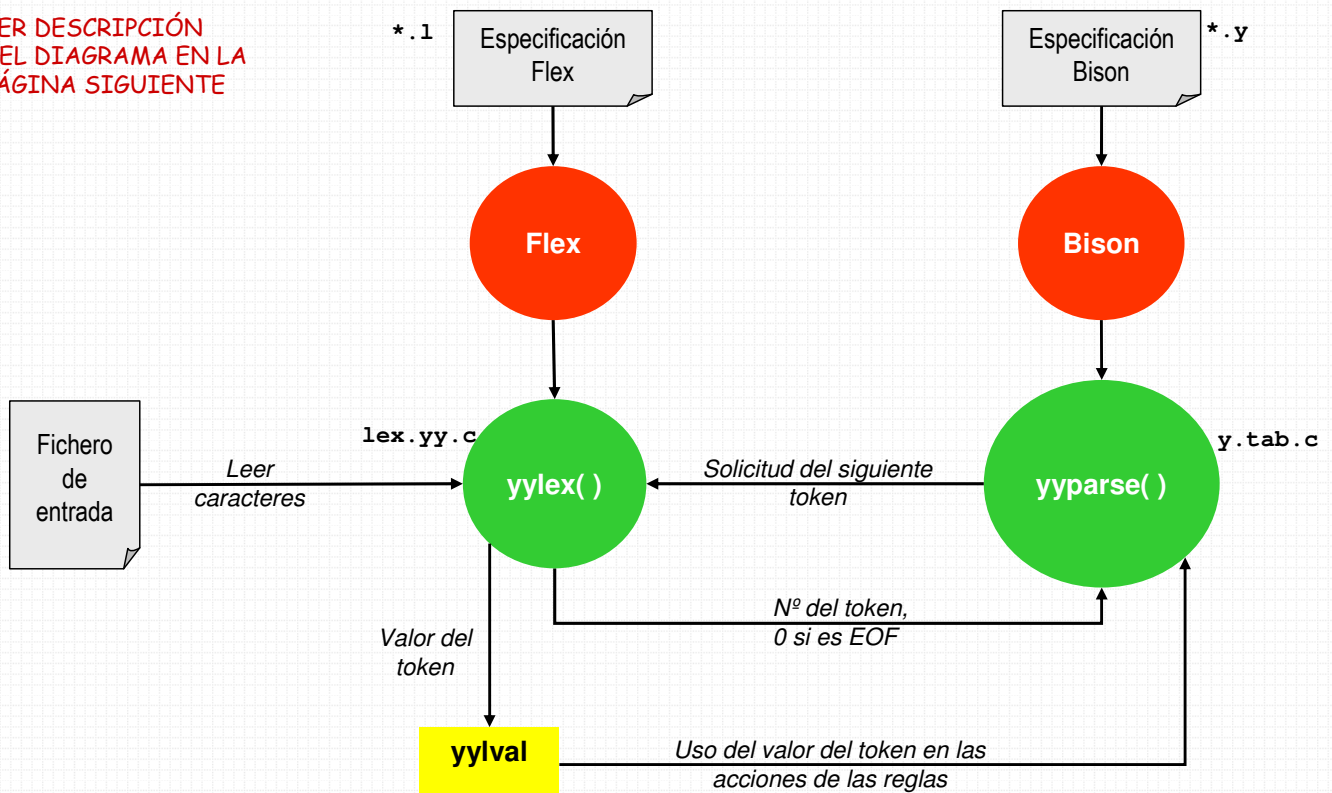 ER DESCRIPCIÓN
EL DIAGRAMA EN LA
ÁGINA SIGUIENTE
*.l
Especificación
Flex
Especificación
Bison
*.y
Flex
Bison
Fichero
de
entrada
Leer
caracteres
lex.yy.c
yylex( )
Solicitud del siguiente
token
yyparse( )
y.tab.c
Nº del token,
0 si es EOF
Valor del
token
yylval
Uso del valor del token en las
acciones de las reglas